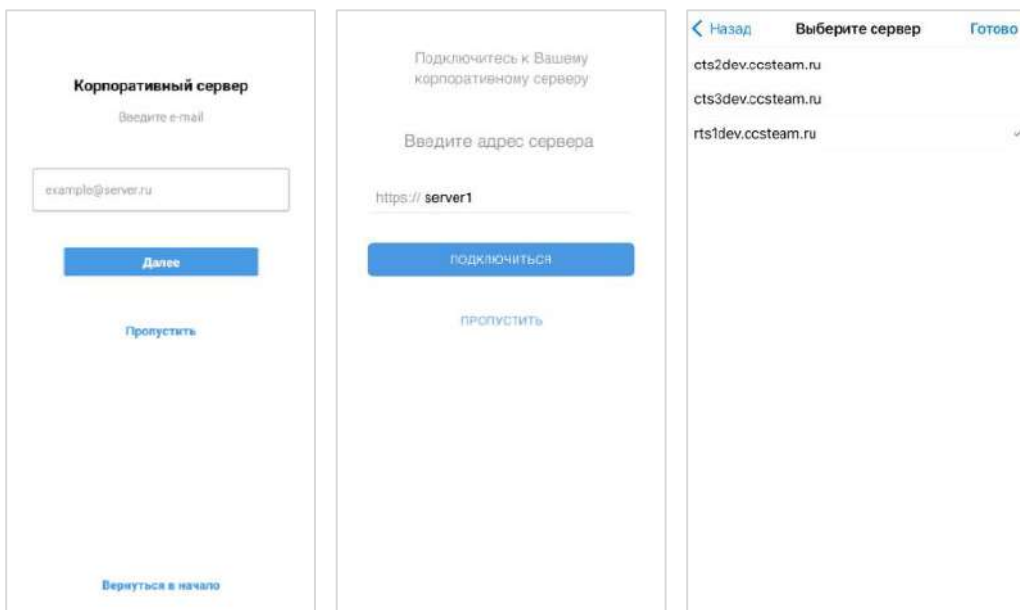 Корпоративный сервер
Введите e-mail
example@server.ru
Далее
Пропустить
Вернуться в начало
Подключитесь к Вашему
корпоративному серверу
Введите адрес сервера
https:// server1
ПОДКЛЮЧИТЬСЯ
ПРОПУСТИТЬ
Назад Выберите сервер Готово
cts2dev.ccsteam.ru
cts3dev.ccsteam.ru
rts1dev.ccsteam.ru